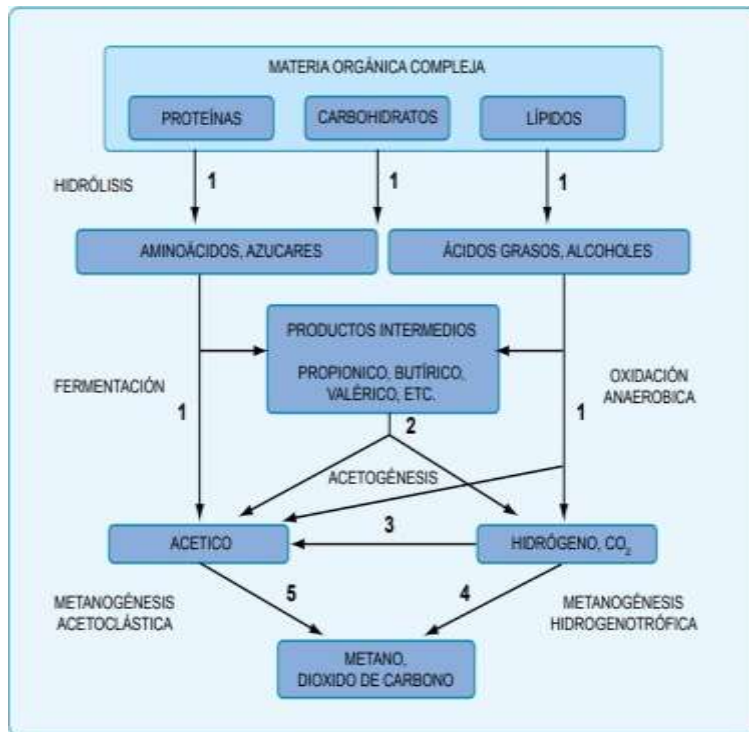 MATERIA ORGÁNICA COMPLEJA
PROTEÍNAS
CARBOHIDRATOS
LÍPIDOS
HIDRÓLISIS
1
1
1
AMINOÁCIDOS, AZUCARES
ÁCIDOS GRASOS, ALCOHOLES
PRODUCTOS INTERMEDIOS
PROPIONICO, BUTÍRICO,
VALÉRICO, ETC.
FERMENTACIÓN
1
OXIDACIÓN
ANAEROBICA
1
2
ACETOGÉNESIS
ACETICO
3
HIDRÓGENO, CO₂
METANOGÉNESIS
ACETOCLÁSTICA
5
4
METANOGÉNESIS
HIDROGENOTRÓFICA
METANO,
DIOXIDO DE CARBONO